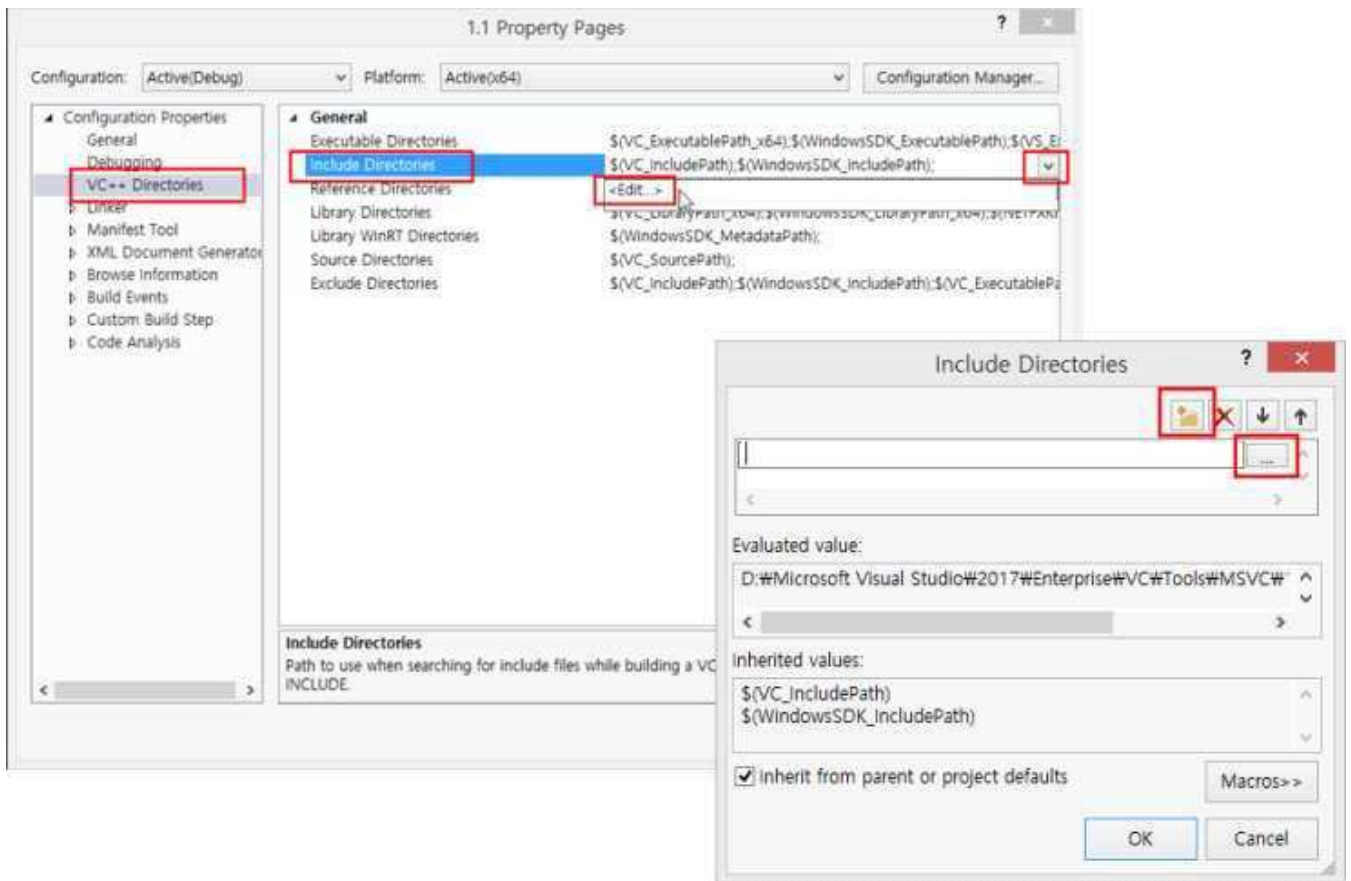 1.1 Property Pages
?
Configuration: Active(Debug) Platform: Active(x64) Configuration Manager...
Configuration Properties
General
Debugging
VC++ Directories
Linker
Manifest Tool
XML Document Generator
Browse Information
Build Events
Custom Build Step
Code Analysis
General
Executable Directories $(VC_ExecutablePath_x64);$(WindowsSDK_ExecutablePath);$(VS_E
Include Directories $(VC_IncludePath);$(WindowsSDK_IncludePath);
Reference Directories <Edit...>
Library Directories $(VC_LibraryPath_x64);$(WindowsSDK_LibraryPath_x64);$(NETFXK
Library WinRT Directories $(WindowsSDK_MetadataPath);
Source Directories $(VC_SourcePath);
Exclude Directories $(VC_IncludePath);$(WindowsSDK_IncludePath);$(VC_ExecutablePa
Include Directories
Path to use when searching for include files while building a VC
INCLUDE.
Include Directories
?
...
Evaluated value:
D:₩Microsoft Visual Studio₩2017₩Enterprise₩VC₩Tools₩MSVC₩
Inherited values:
$(VC_IncludePath)
$(WindowsSDK_IncludePath)
Inherit from parent or project defaults
Macros>>
OK Cancel